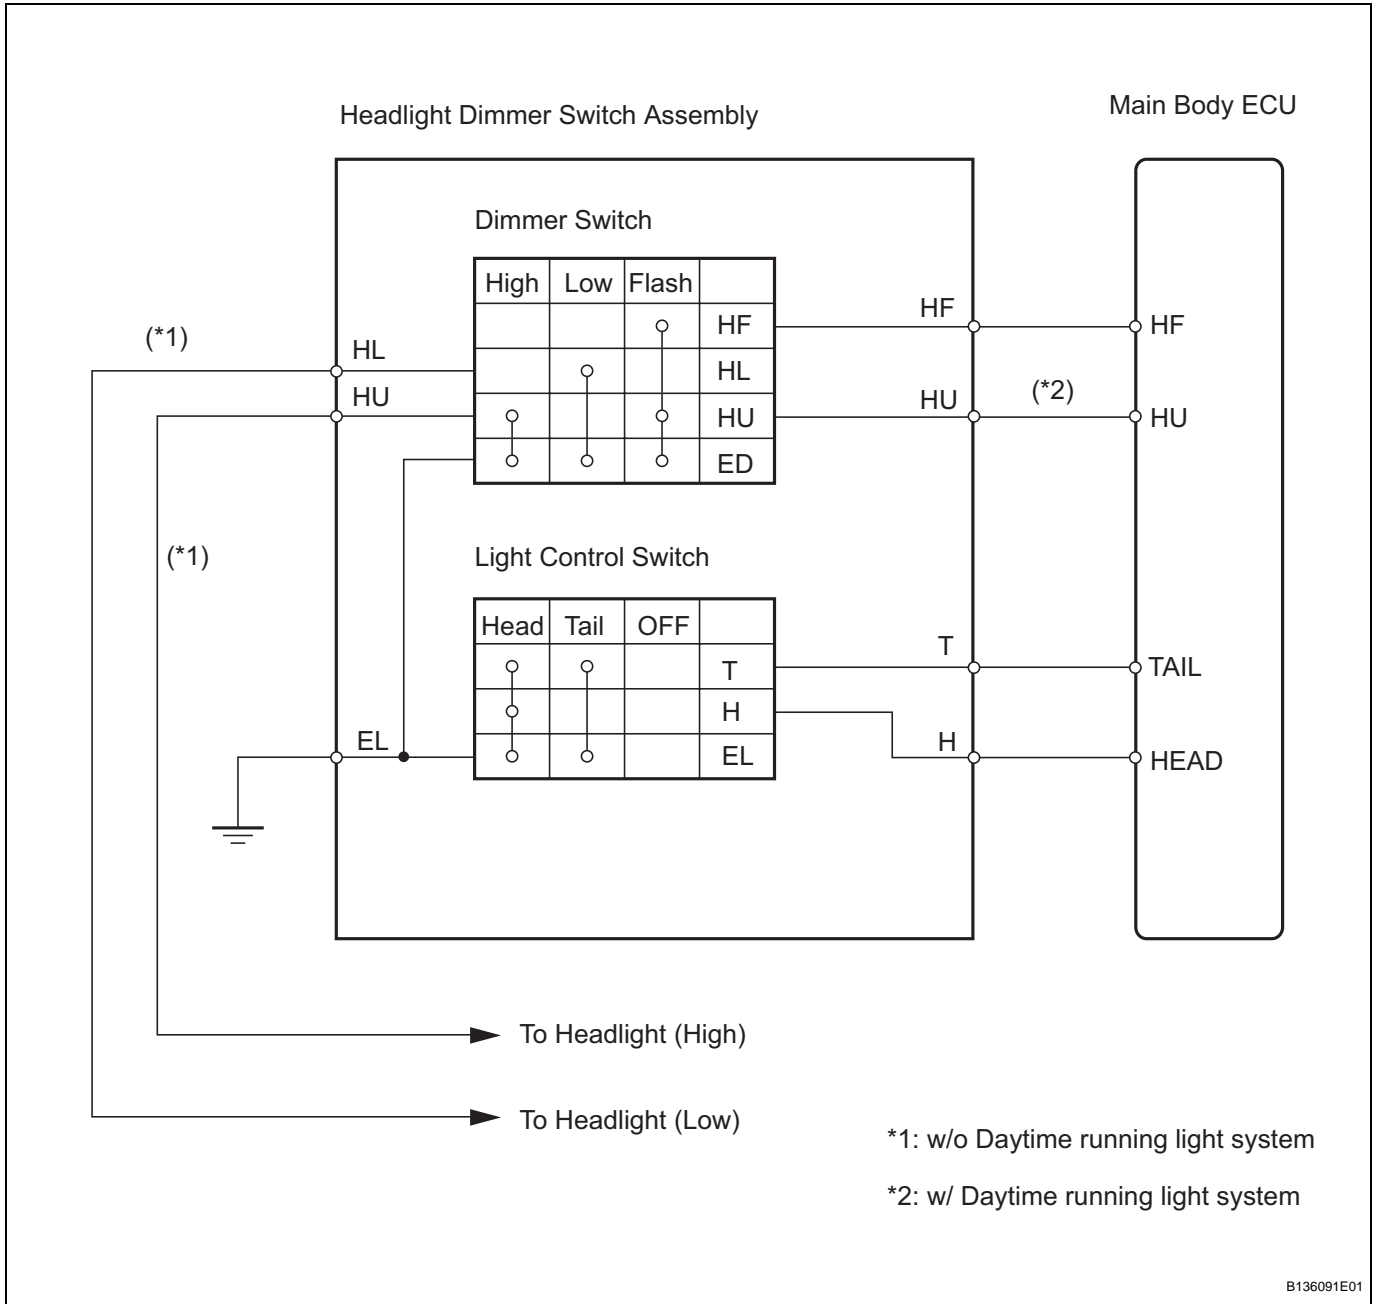 Headlight Dimmer Switch Assembly
Main Body ECU
Dimmer Switch
High Low Flash
HF
HL
HU
ED
(*1)
HL
HU
(*1)
HF
HU
(*2)
HF
HU
Light Control Switch
Head Tail OFF
T
H
EL
EL
T
H
TAIL
HEAD
To Headlight (High)
To Headlight (Low)
*1: w/o Daytime running light system
*2: w/ Daytime running light system
B136091E01